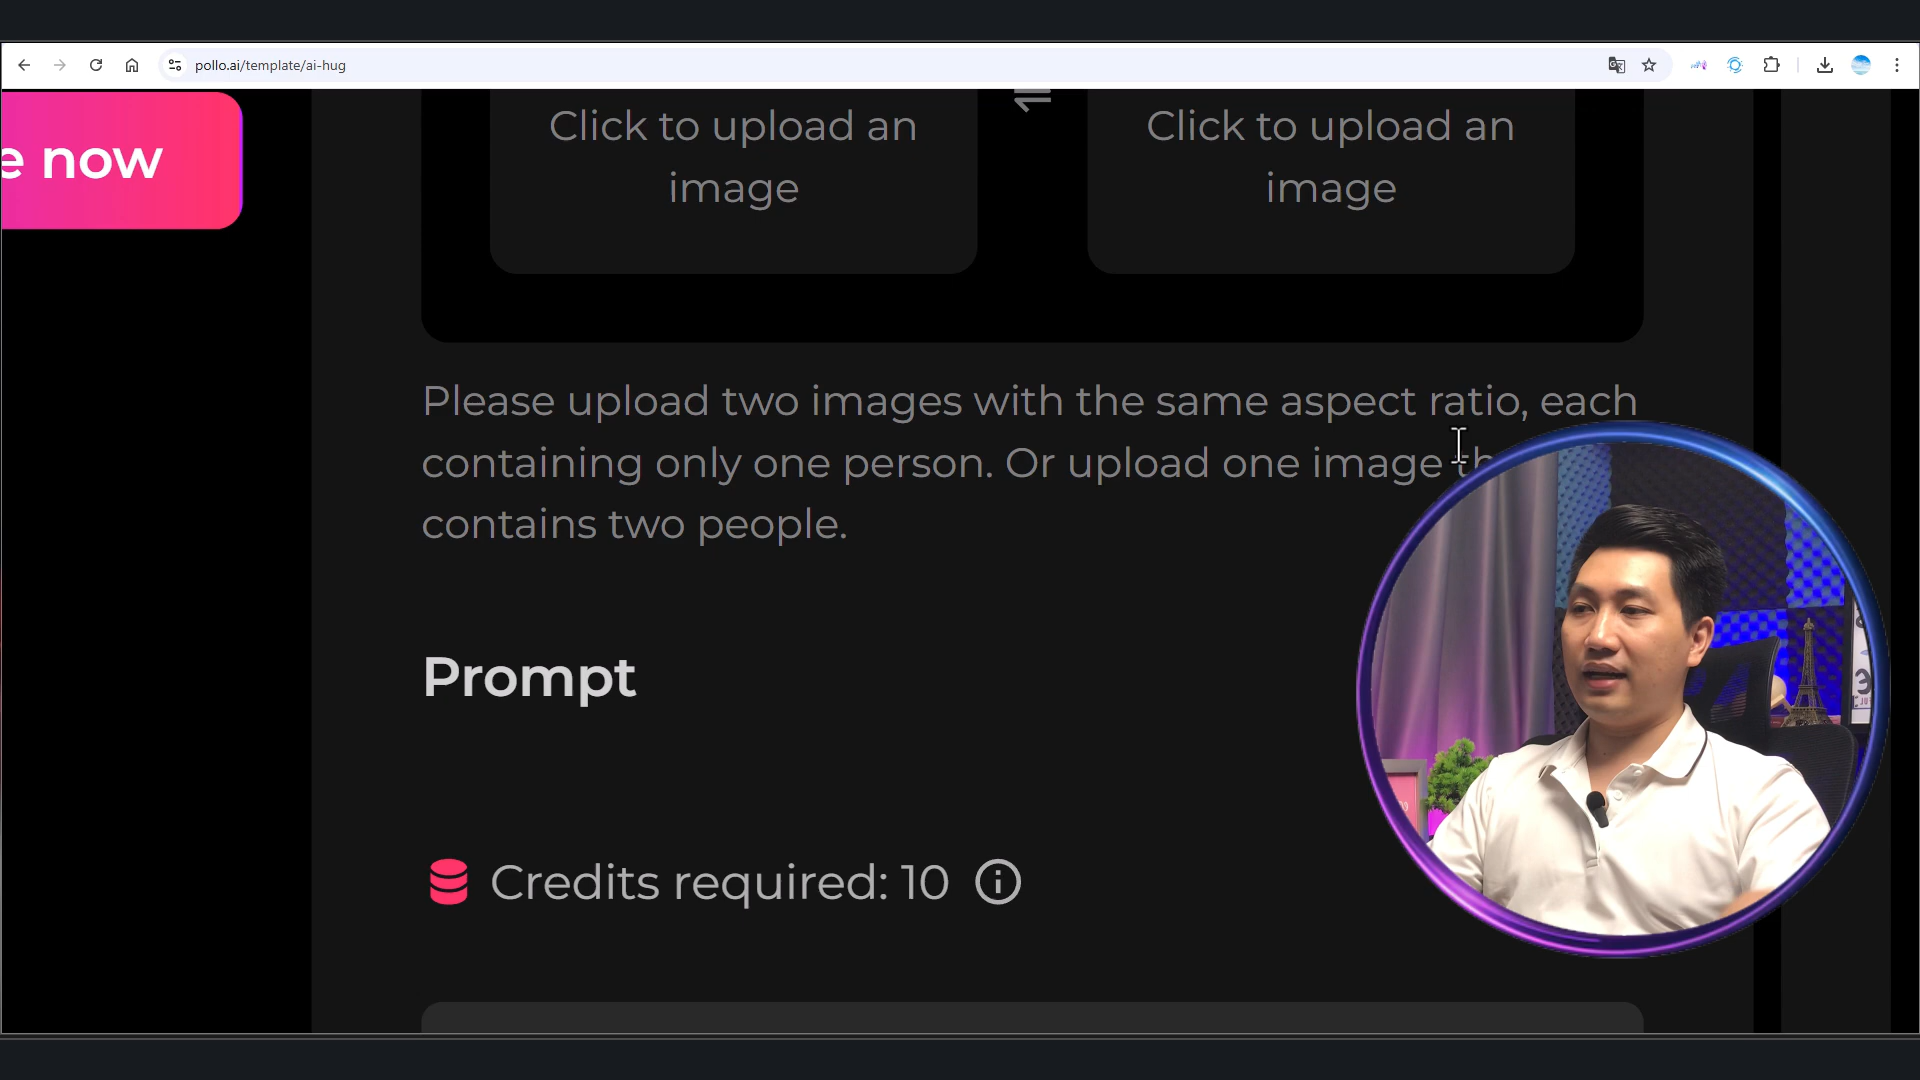 pollo.ai/template/ai-hug
e now
Click to upload an
image
Click to upload an
image
Please upload two images with the same aspect ratio, each
containing only one person. Or upload one image
contains two people.
Prompt
Credits required: 10